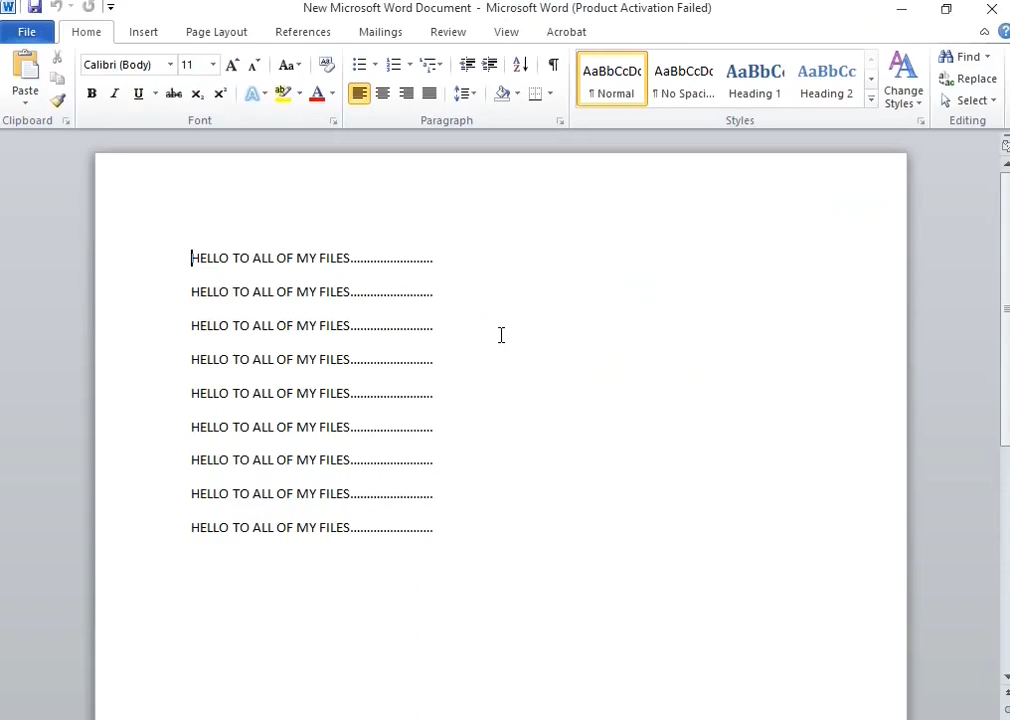 New Microsoft Word Document - Microsoft Word (Product Activation Failed)
File Home Insert Page Layout References Mailings Review View Acrobat
Paste
Clipboard
Calibri (Body) 11
Font
Paragraph
AaBbCcDc AaBbCcDc AaBbC AaBbCc
¶ Normal ¶ No Spaci... Heading 1 Heading 2
Styles
Change
Styles
Find
Replace
Select
Editing
HELLO TO ALL OF MY FILES.........................
HELLO TO ALL OF MY FILES.........................
HELLO TO ALL OF MY FILES.........................
HELLO TO ALL OF MY FILES.........................
HELLO TO ALL OF MY FILES.........................
HELLO TO ALL OF MY FILES.........................
HELLO TO ALL OF MY FILES.........................
HELLO TO ALL OF MY FILES.........................
HELLO TO ALL OF MY FILES.........................